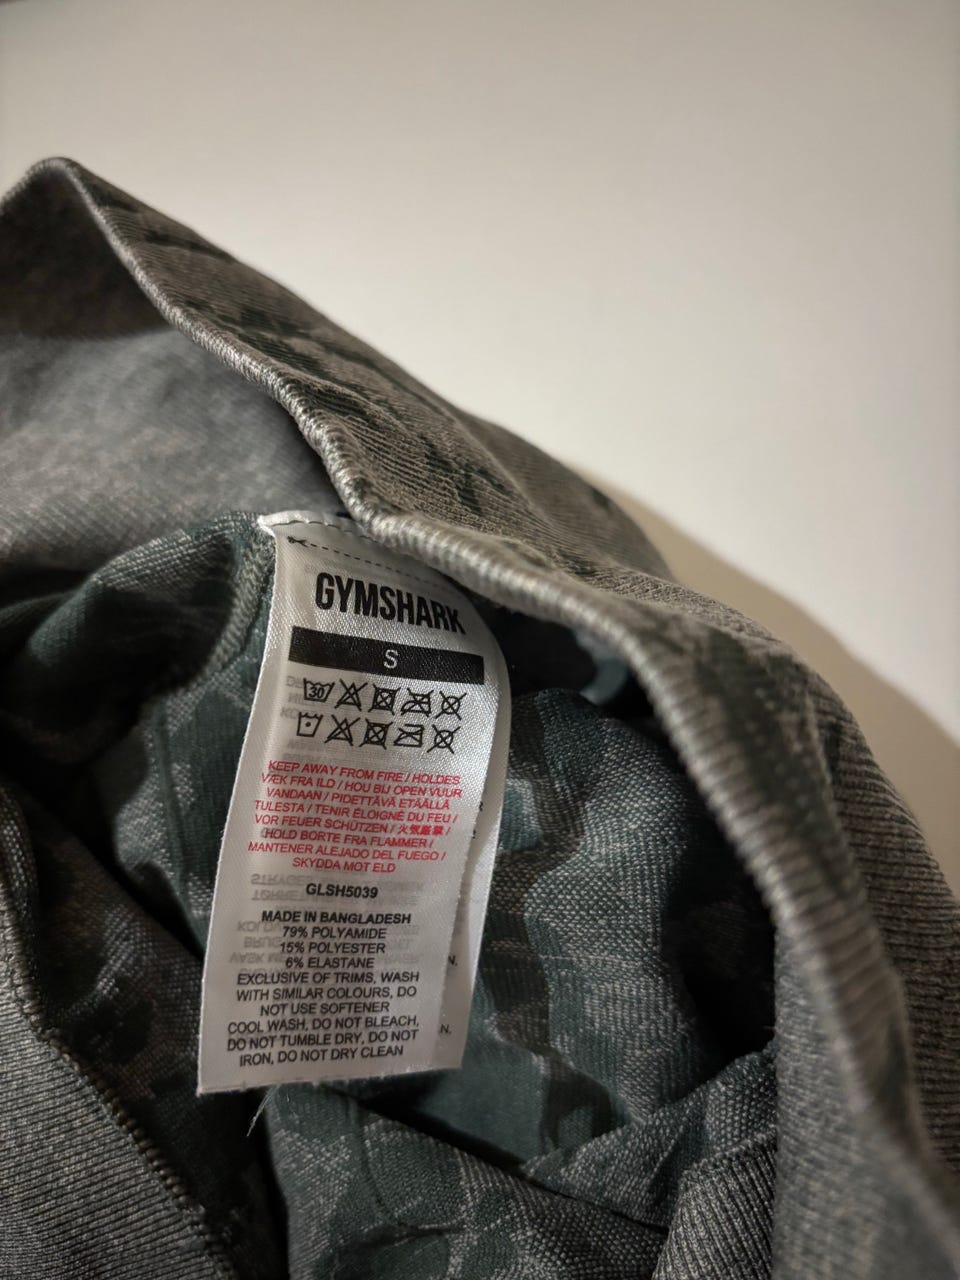 GYMSHARK
S
30
KEEP AWAY FROM FIRE / HOLDES
VÆK FRA ILD / HOU BIJ OPEN VUUR
VANDAAN / PIDETTÄVÄ ETÄÄLLÄ
TULESTA / TENIR ÉLOIGNÉ DU FEU /
VOR FEUER SCHÜTZEN / 火気厳禁 /
HOLD BORTE FRA FLAMMER /
MANTENER ALEJADO DEL FUEGO /
SKYDDA MOT ELD
GLSH5039
MADE IN BANGLADESH
79% POLYAMIDE
15% POLYESTER
6% ELASTANE
EXCLUSIVE OF TRIMS, WASH
WITH SIMILAR COLOURS, DO
NOT USE SOFTENER
COOL WASH, DO NOT BLEACH,
DO NOT TUMBLE DRY, DO NOT
IRON, DO NOT DRY CLEAN